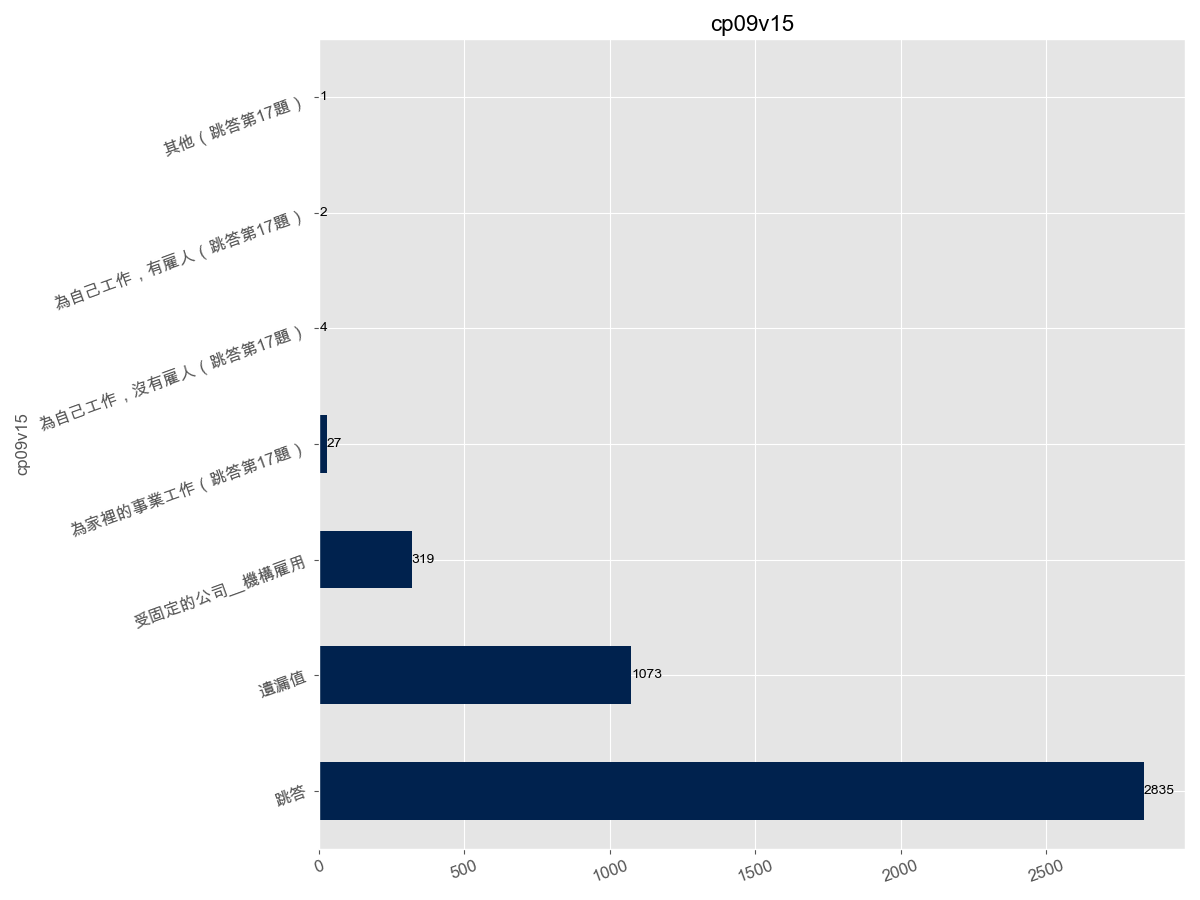 cp09v15
其他（跳答第17題）
1
為自己工作，有雇人（跳答第17題）
2
為自己工作，沒有雇人（跳答第17題）
4
為家裡的事業工作（跳答第17題）
27
受固定的公司__機構雇用
319
遺漏值
1073
跳答
2835
cp09v15
0 500 1000 1500 2000 2500